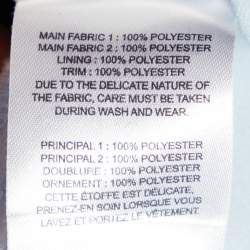 MAIN FABRIC 1 : 100% POLYESTER
MAIN FABRIC 2 : 100% POLYESTER
LINING : 100% POLYESTER
TRIM : 100% POLYESTER
DUE TO THE DELICATE NATURE OF
THE FABRIC, CARE MUST BE TAKEN
DURING WASH AND WEAR.
PRINCIPAL 1 : 100% POLYESTER
PRINCIPAL 2 : 100% POLYESTER
DOUBLURE : 100% POLYESTER
ORNEMENT : 100% POLYESTER
CETTE ÉTOFFE EST DÉLICATE,
PRENEZ-EN SOIN LORSQUE VOUS
LAVEZ ET PORTEZ LE VÊTEMENT.